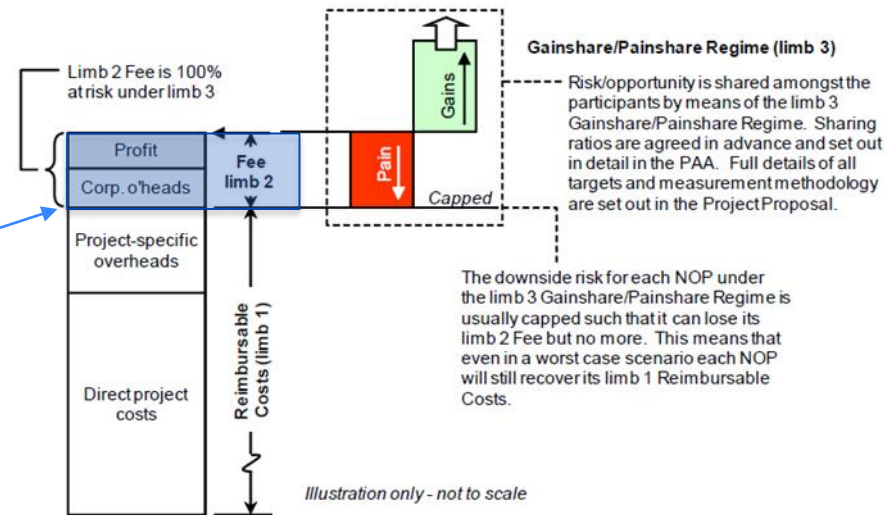 Limb 2 Fee is 100%
at risk under limb 3
Profit
Corp. o'heads
Fee
limb 2
Project-specific
overheads
Direct project
costs
Reimbursable
Costs (limb 1)
Pain
Gains
Capped
Illustration only - not to scale
Gainshare/Painshare Regime (limb 3)
Risk/opportunity is shared amongst the
participants by means of the limb 3
Gainshare/Painshare Regime. Sharing
ratios are agreed in advance and set out
in detail in the PAA. Full details of all
targets and measurement methodology
are set out in the Project Proposal.
The downside risk for each NOP under
the limb 3 Gainshare/Painshare Regime is
usually capped such that it can lose its
limb 2 Fee but no more. This means that
even in a worst case scenario each NOP
will still recover its limb 1 Reimbursable
Costs.